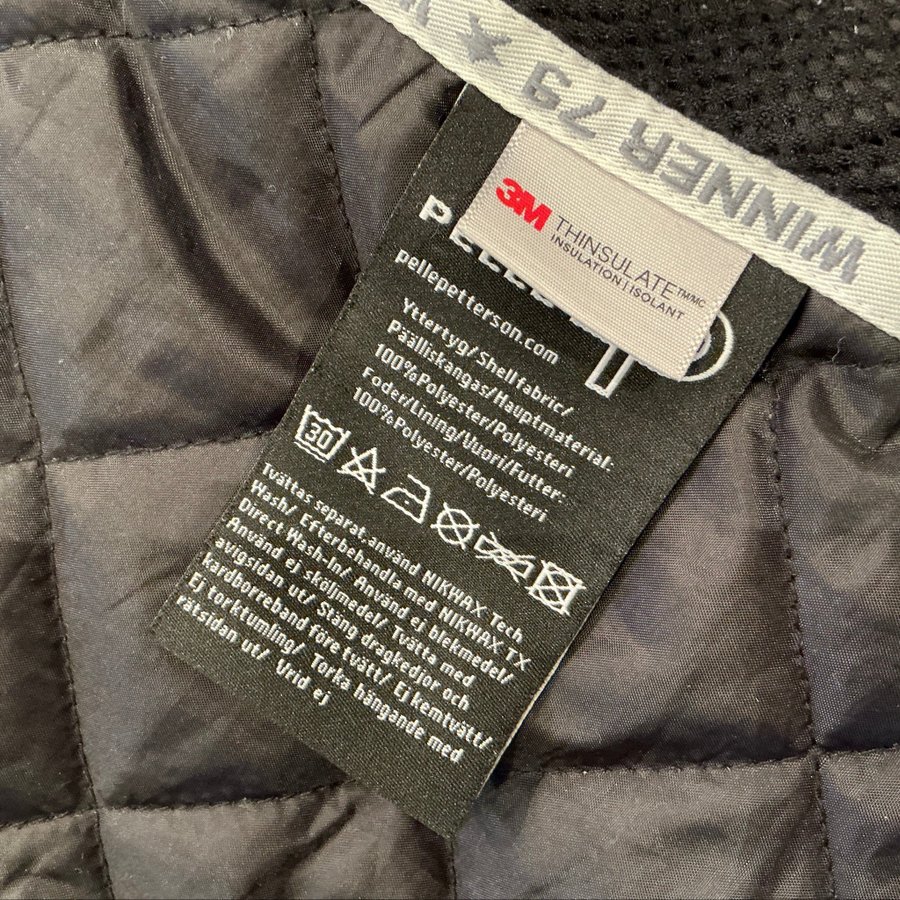 WINNER 73
3M THINSULATE™/MC
INSULATION | ISOLANT
pellepetterson.com
Yttertyg/Shellfabric/
Päälliskangas/Hauptmaterial:
100%Polyester/Polyesteri
Foder/Lining/Vuori/Futter:
100%Polyester/Polyesteri
30
Tvättas separat,använd NIKWAX Tech
Wash/ Efterbehandla med NIKWAX TX
Direct Wash-In/ Använd ej blekmedel/
Använd ej sköljmedel/ Tvätta med
avigsidan ut/ Stäng dragkedjor och
kardborreband före tvätt/ Ej kemtvätt/
Ej torktumling/ Torka hängande med
rätsidan ut/ Vrid ej